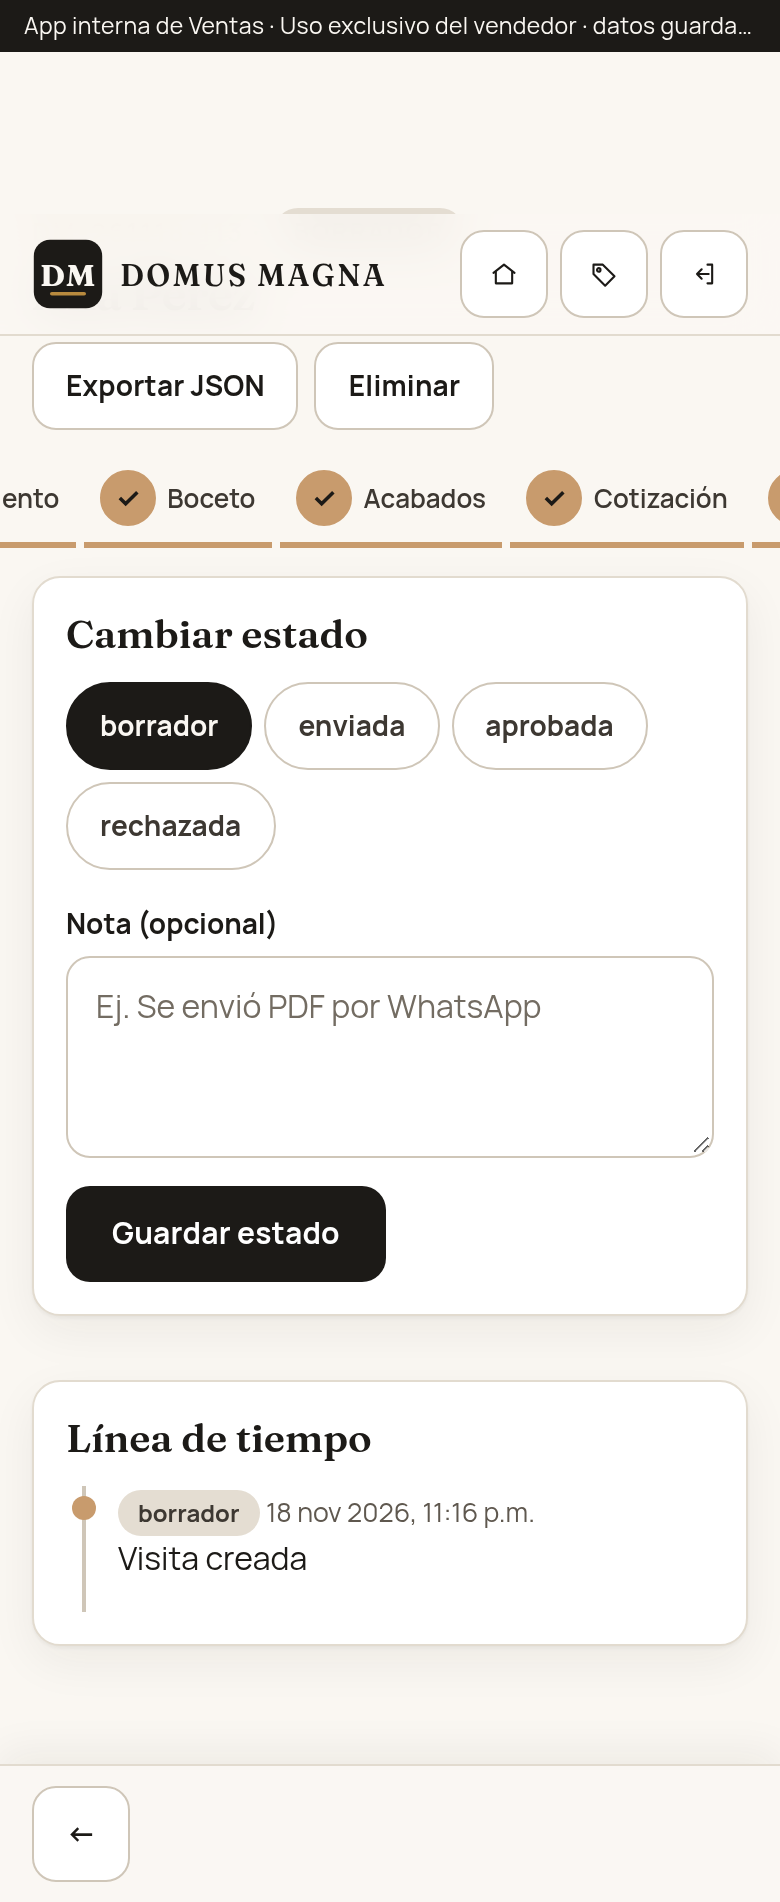 App interna de Ventas · Uso exclusivo del vendedor · datos guarda…
DM DOMUS MAGNA
Exportar JSON Eliminar
ento Boceto Acabados Cotización
Cambiar estado
borrador enviada aprobada
rechazada
Nota (opcional)
Ej. Se envió PDF por WhatsApp
Guardar estado
Línea de tiempo
borrador 18 nov 2026, 11:16 p.m.
Visita creada